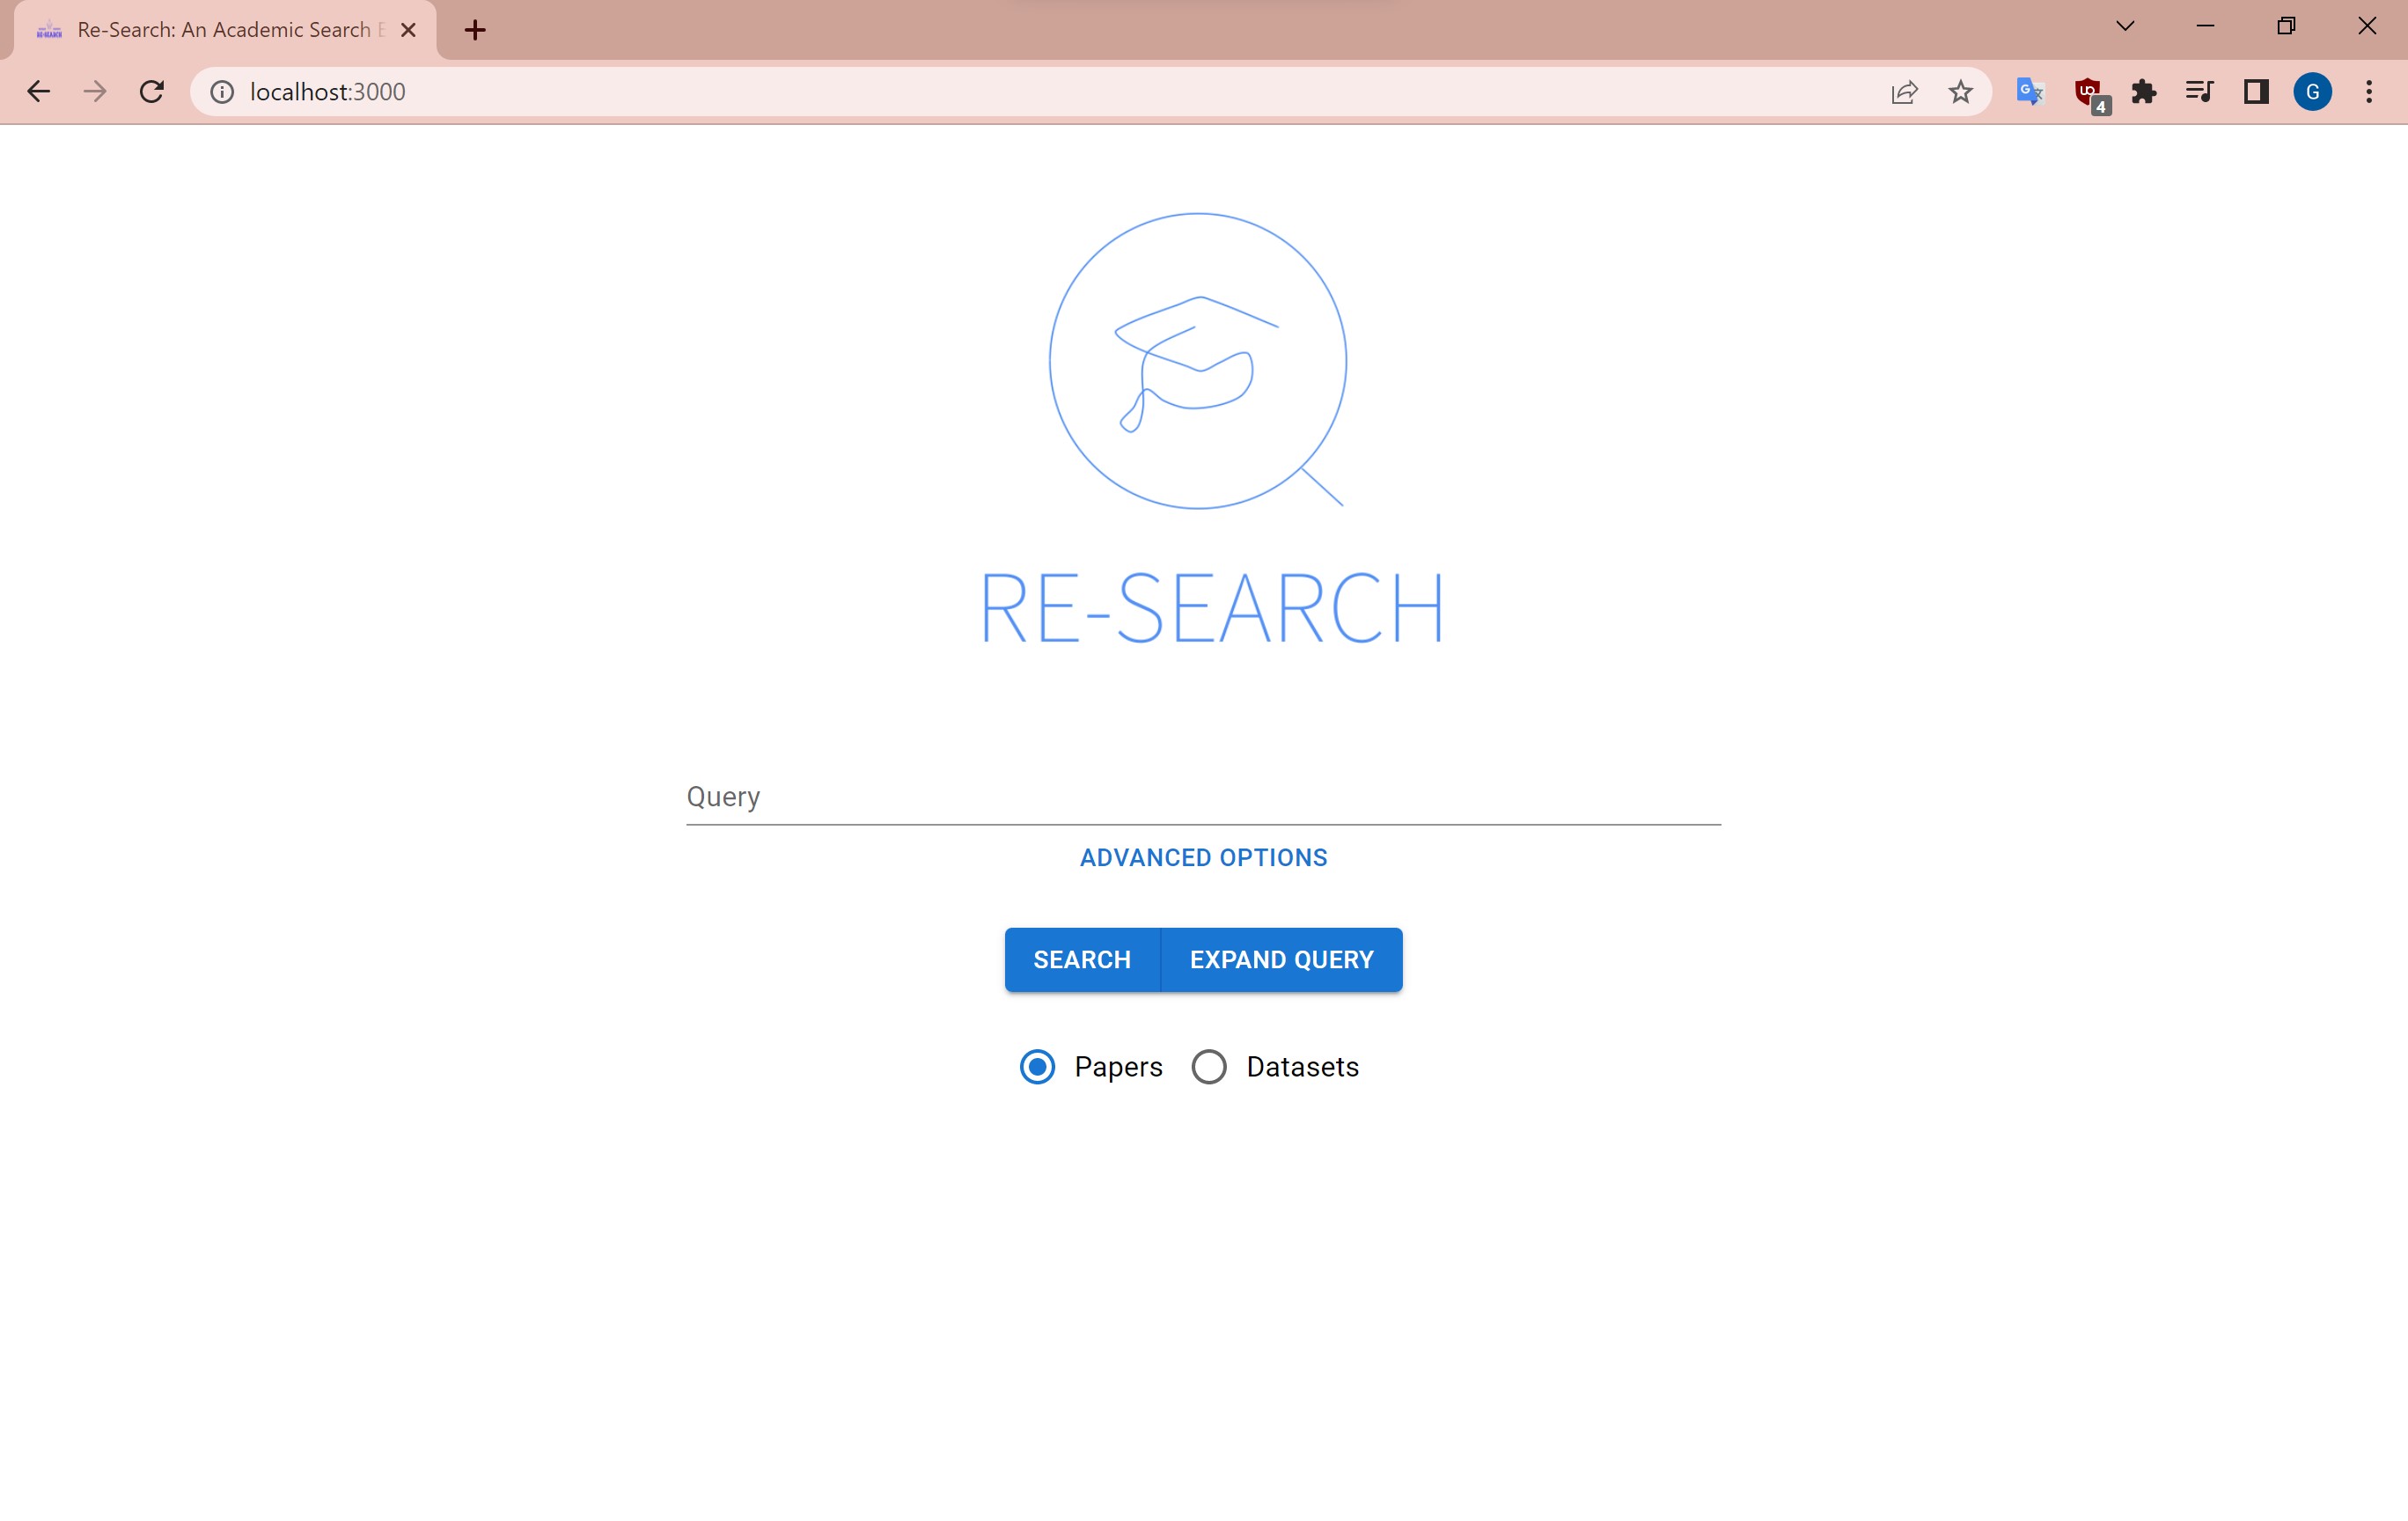 Re-Search: An Academic Search
localhost:3000
4
G
RE-SEARCH
Query
ADVANCED OPTIONS
SEARCH EXPAND QUERY
Papers Datasets